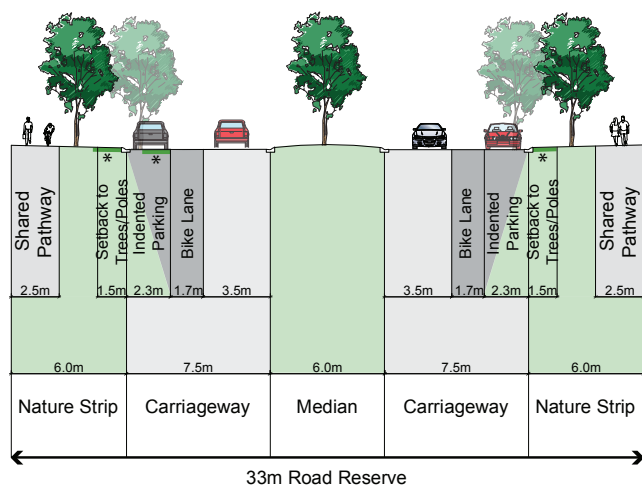 *
*
*
Shared
Pathway
Setback to
Trees/Poles
Indented
Parking
Bike Lane
Bike Lane
Indented
Parking
Setback to
Trees/Poles
Shared
Pathway
2.5m
1.5m
2.3m
1.7m
3.5m
3.5m
1.7m
2.3m
1.5m
2.5m
6.0m
7.5m
6.0m
7.5m
6.0m
Nature Strip
Carriageway
Median
Carriageway
Nature Strip
33m Road Reserve